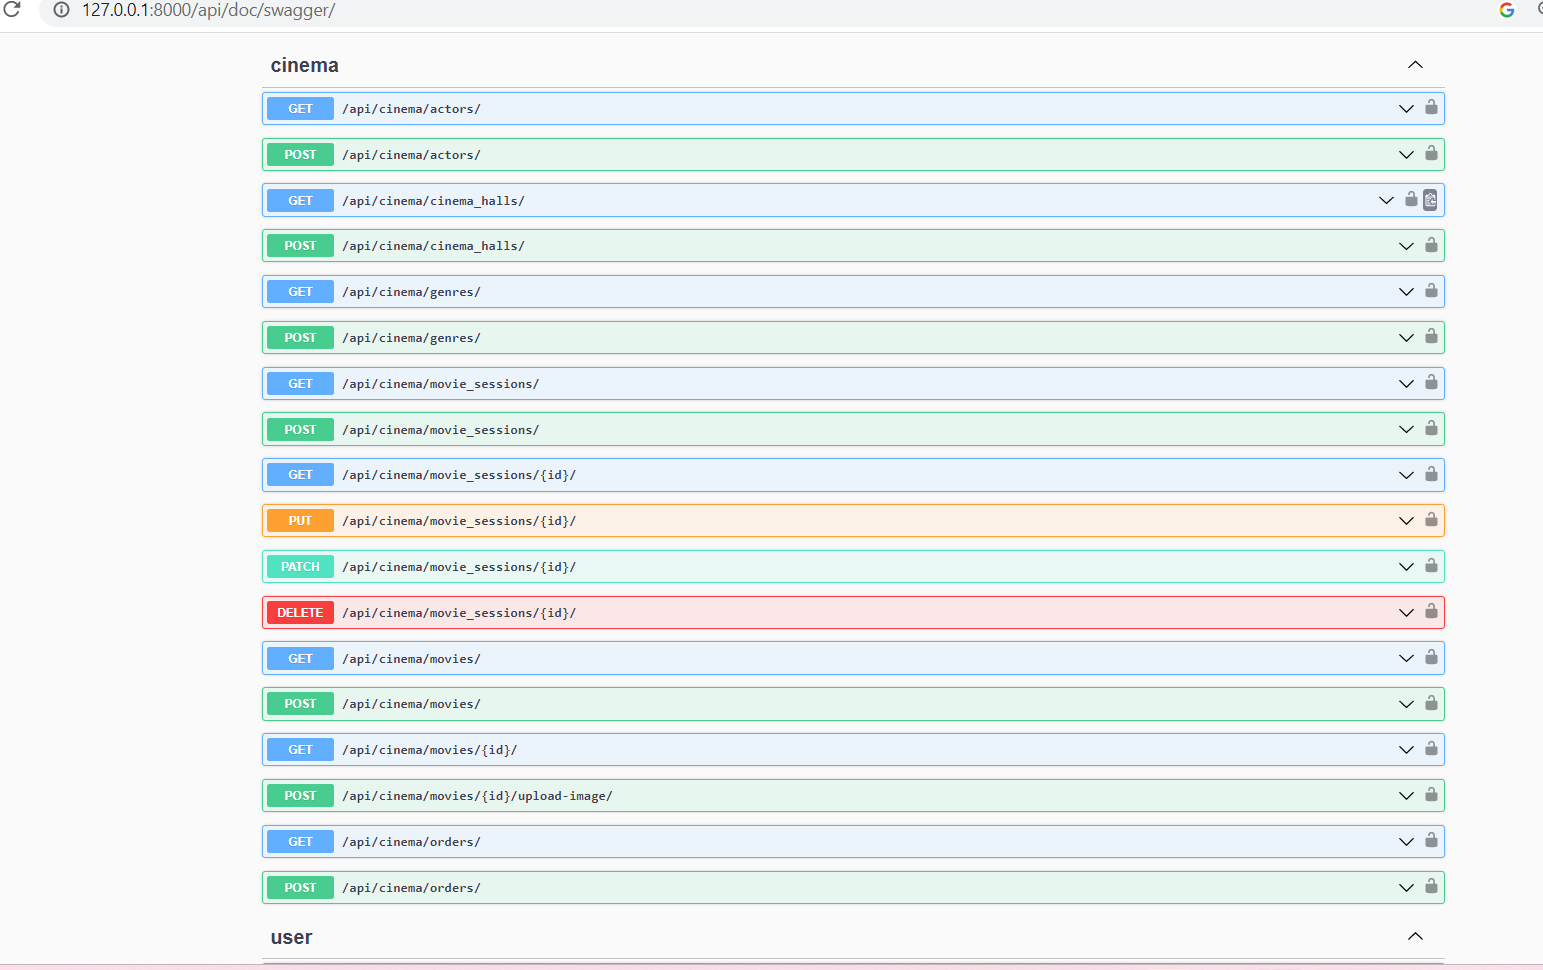 127.0.0.1:8000/api/doc/swagger/
cinema
GET /api/cinema/actors/
POST /api/cinema/actors/
GET /api/cinema/cinema_halls/
POST /api/cinema/cinema_halls/
GET /api/cinema/genres/
POST /api/cinema/genres/
GET /api/cinema/movie_sessions/
POST /api/cinema/movie_sessions/
GET /api/cinema/movie_sessions/{id}/
PUT /api/cinema/movie_sessions/{id}/
PATCH /api/cinema/movie_sessions/{id}/
DELETE /api/cinema/movie_sessions/{id}/
GET /api/cinema/movies/
POST /api/cinema/movies/
GET /api/cinema/movies/{id}/
POST /api/cinema/movies/{id}/upload-image/
GET /api/cinema/orders/
POST /api/cinema/orders/
user